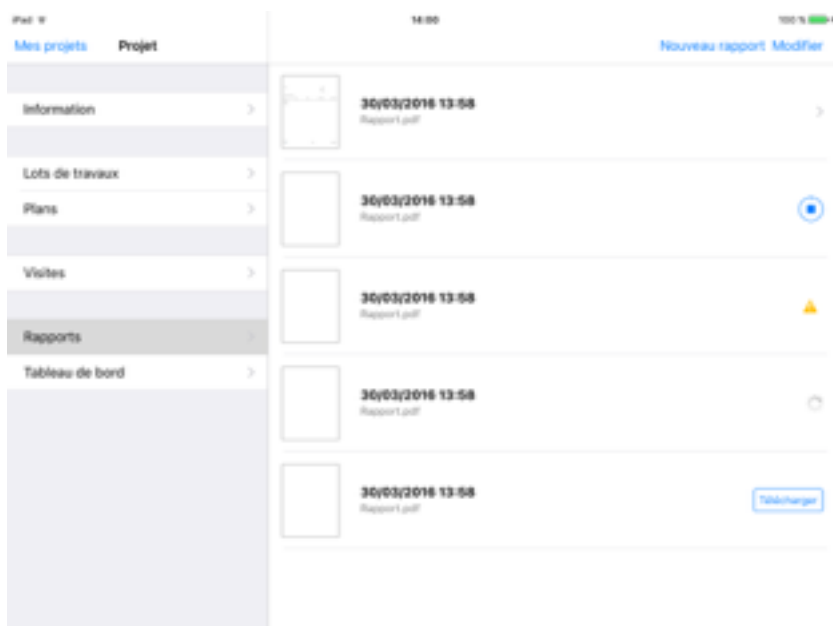 iPad
14:00
100 %
Mes projets
Projet
Nouveau rapport
Modifier
Information
Lots de travaux
Plans
Visites
Rapports
Tableau de bord
30/03/2016 13:58
Rapport.pdf
30/03/2016 13:58
Rapport.pdf
30/03/2016 13:58
Rapport.pdf
30/03/2016 13:58
Rapport.pdf
30/03/2016 13:58
Rapport.pdf
Télécharger